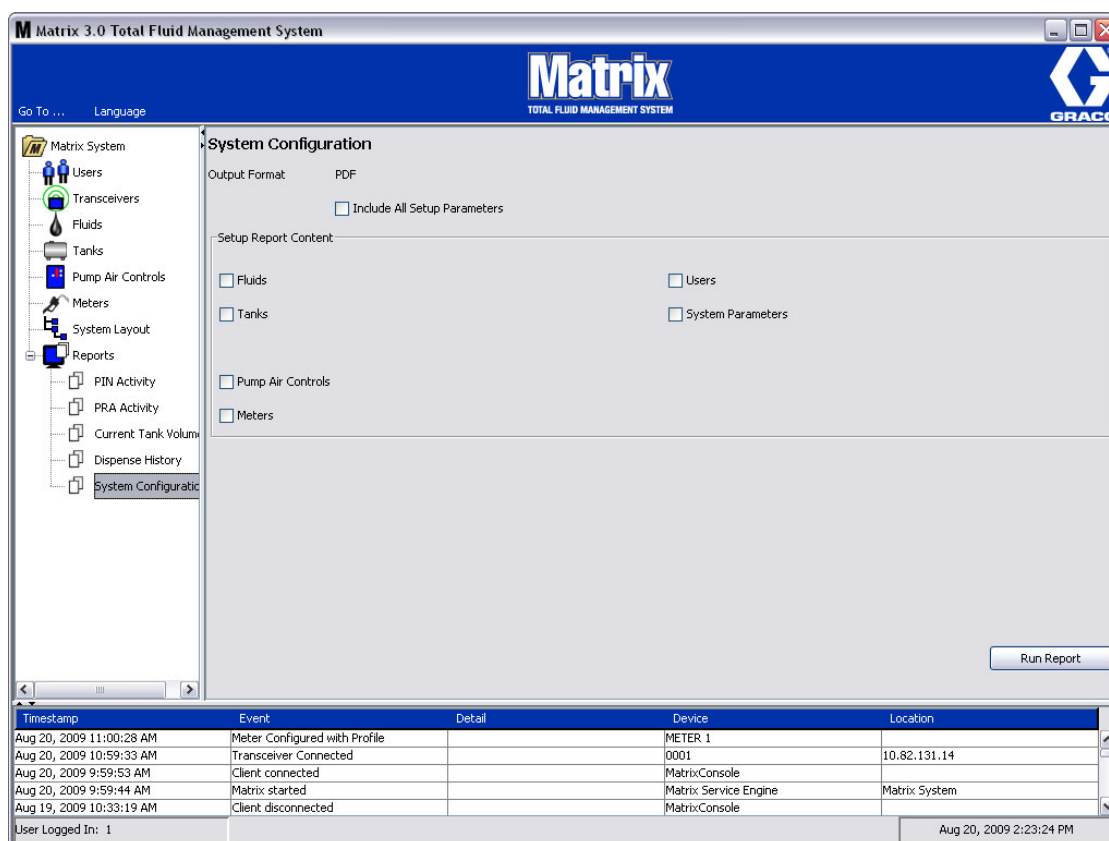 Matrix 3.0 Total Fluid Management System
Matrix
TOTAL FLUID MANAGEMENT SYSTEM
GRACO
Go To ... Language
Matrix System
Users
Transceivers
Fluids
Tanks
Pump Air Controls
Meters
System Layout
Reports
PIN Activity
PRA Activity
Current Tank Volum
Dispense History
System Configuratic
System Configuration
Output Format PDF
Include All Setup Parameters
Setup Report Content
Fluids Users
Tanks System Parameters
Pump Air Controls
Meters
Run Report
Timestamp Event Detail Device Location
Aug 20, 2009 11:00:28 AM Meter Configured with Profile METER 1
Aug 20, 2009 10:59:33 AM Transceiver Connected 0001 10.82.131.14
Aug 20, 2009 9:59:53 AM Client connected MatrixConsole
Aug 20, 2009 9:59:44 AM Matrix started Matrix Service Engine Matrix System
Aug 19, 2009 10:33:19 AM Client disconnected MatrixConsole
User Logged In: 1 Aug 20, 2009 2:23:24 PM